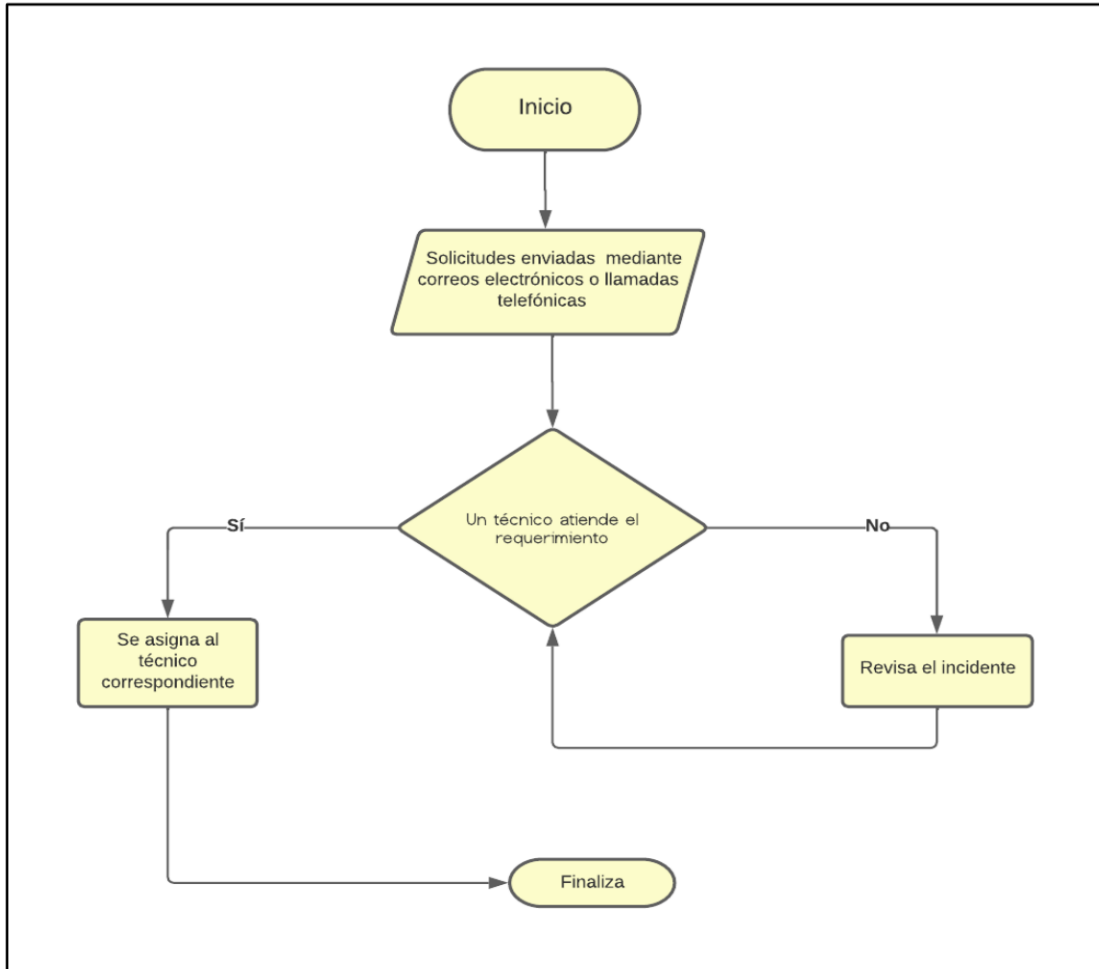 Inicio
Solicitudes enviadas mediante
correos electrónicos o llamadas
telefónicas
Un técnico atiende el
requerimiento
Sí
No
Se asigna al
técnico
correspondiente
Revisa el incidente
Finaliza